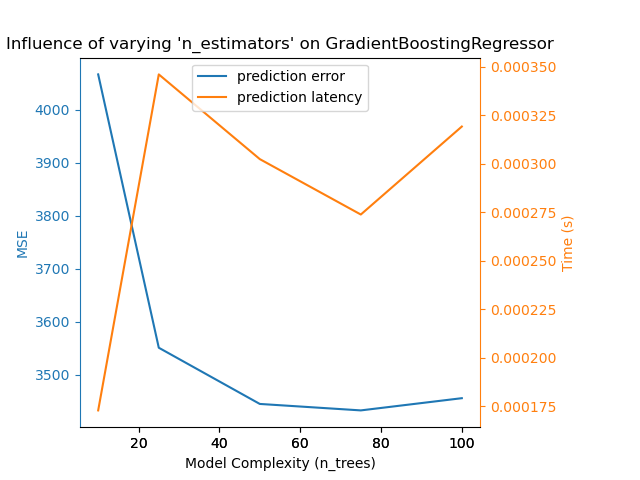 Influence of varying 'n_estimators' on GradientBoostingRegressor
prediction error
prediction latency
MSE
4000
3900
3800
3700
3600
3500
0.000350
0.000325
0.000300
0.000275
0.000250
0.000225
0.000200
0.000175
Time (s)
20 40 60 80 100
Model Complexity (n_trees)